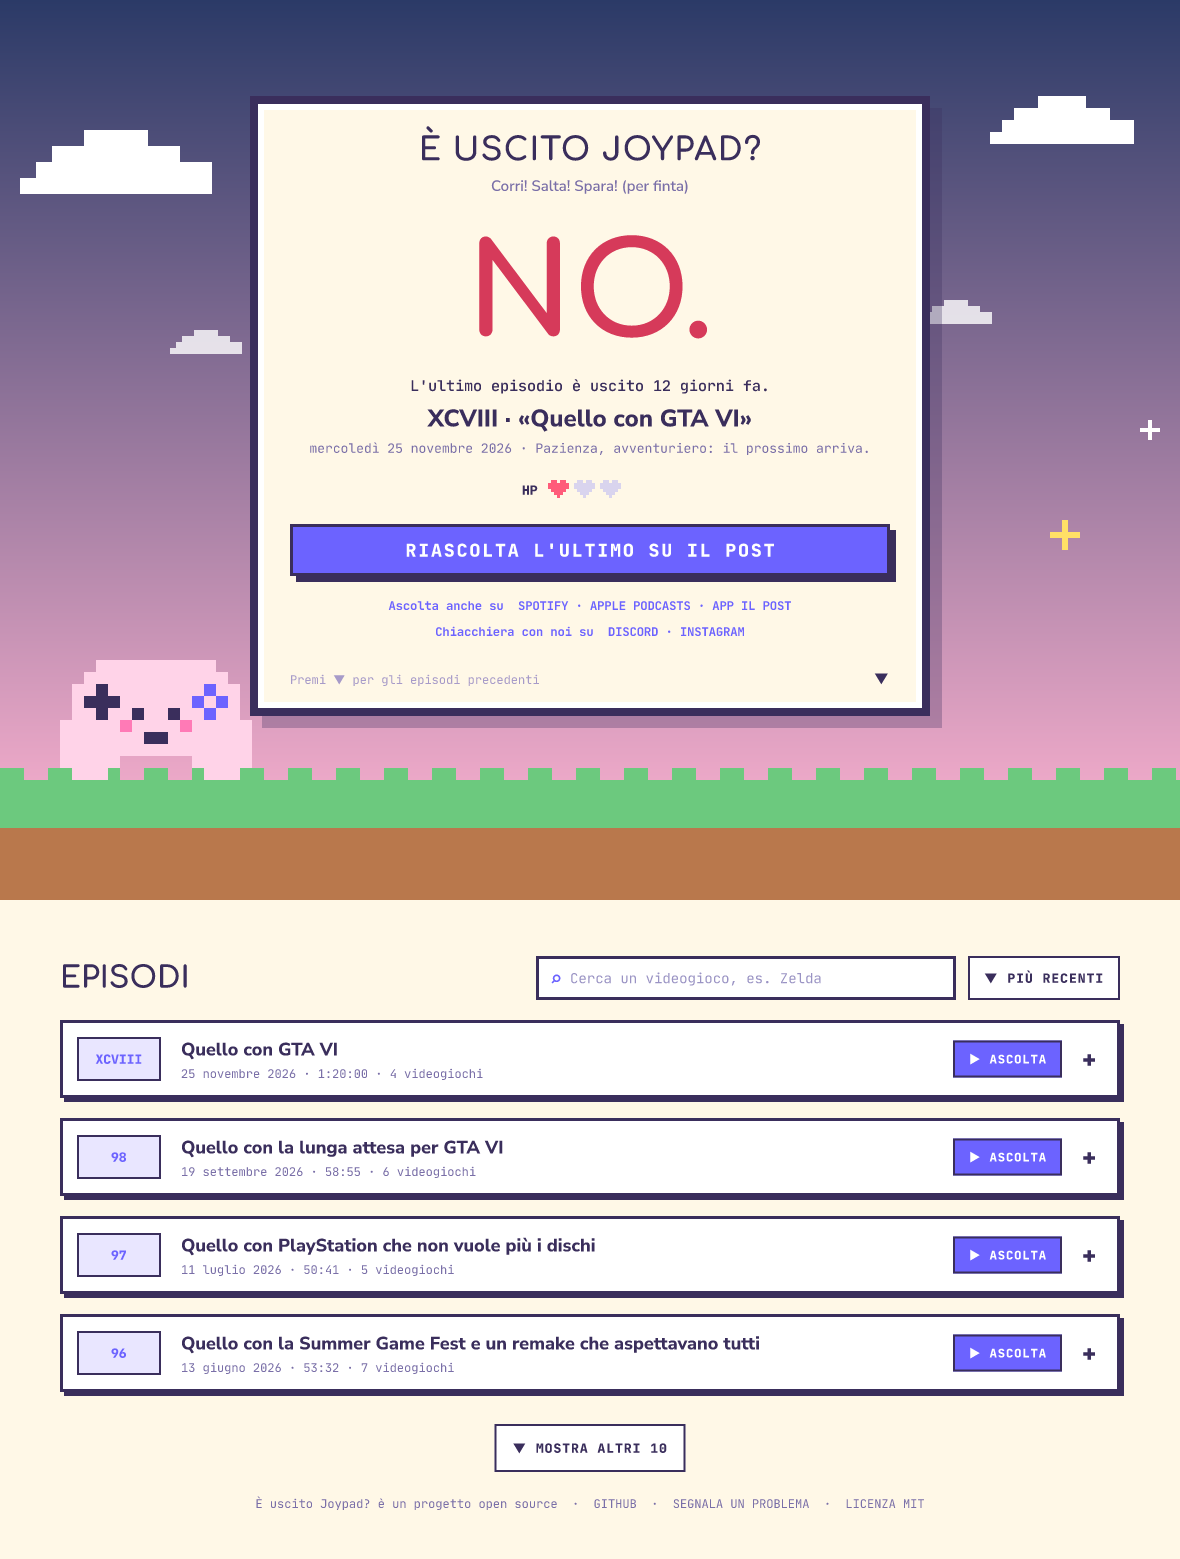 È USCITO JOYPAD?
Corri! Salta! Spara! (per finta)
NO.
L'ultimo episodio è uscito 12 giorni fa.
XCVIII · «Quello con GTA VI»
mercoledì 25 novembre 2026 · Pazienza, avventuriero: il prossimo arriva.
HP
RIASCOLTA L'ULTIMO SU IL POST
Ascolta anche su SPOTIFY · APPLE PODCASTS · APP IL POST
Chiacchiera con noi su DISCORD · INSTAGRAM
Premi ▼ per gli episodi precedenti ▼
EPISODI
Cerca un videogioco, es. Zelda
▼ PIÙ RECENTI
XCVIII
Quello con GTA VI
25 novembre 2026 · 1:20:00 · 4 videogiochi
▶ ASCOLTA +
98
Quello con la lunga attesa per GTA VI
19 settembre 2026 · 58:55 · 6 videogiochi
▶ ASCOLTA +
97
Quello con PlayStation che non vuole più i dischi
11 luglio 2026 · 50:41 · 5 videogiochi
▶ ASCOLTA +
96
Quello con la Summer Game Fest e un remake che aspettavano tutti
13 giugno 2026 · 53:32 · 7 videogiochi
▶ ASCOLTA +
▼ MOSTRA ALTRI 10
È uscito Joypad? è un progetto open source · GITHUB · SEGNALA UN PROBLEMA · LICENZA MIT